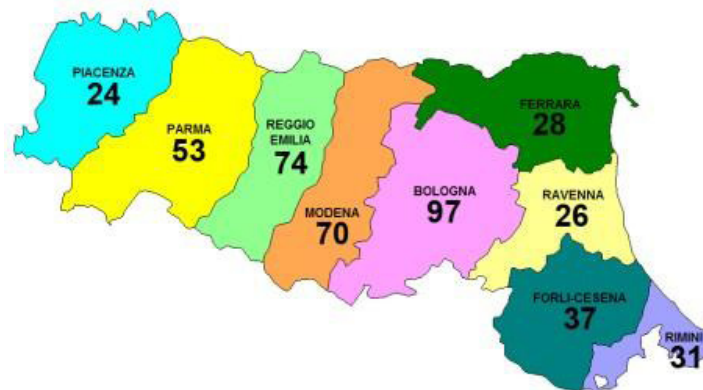 PIACENZA
24
PARMA
53
REGGIO
EMILIA
74
MODENA
70
BOLOGNA
97
FERRARA
28
RAVENNA
26
FORLI-CESENA
37
RIMINI
31